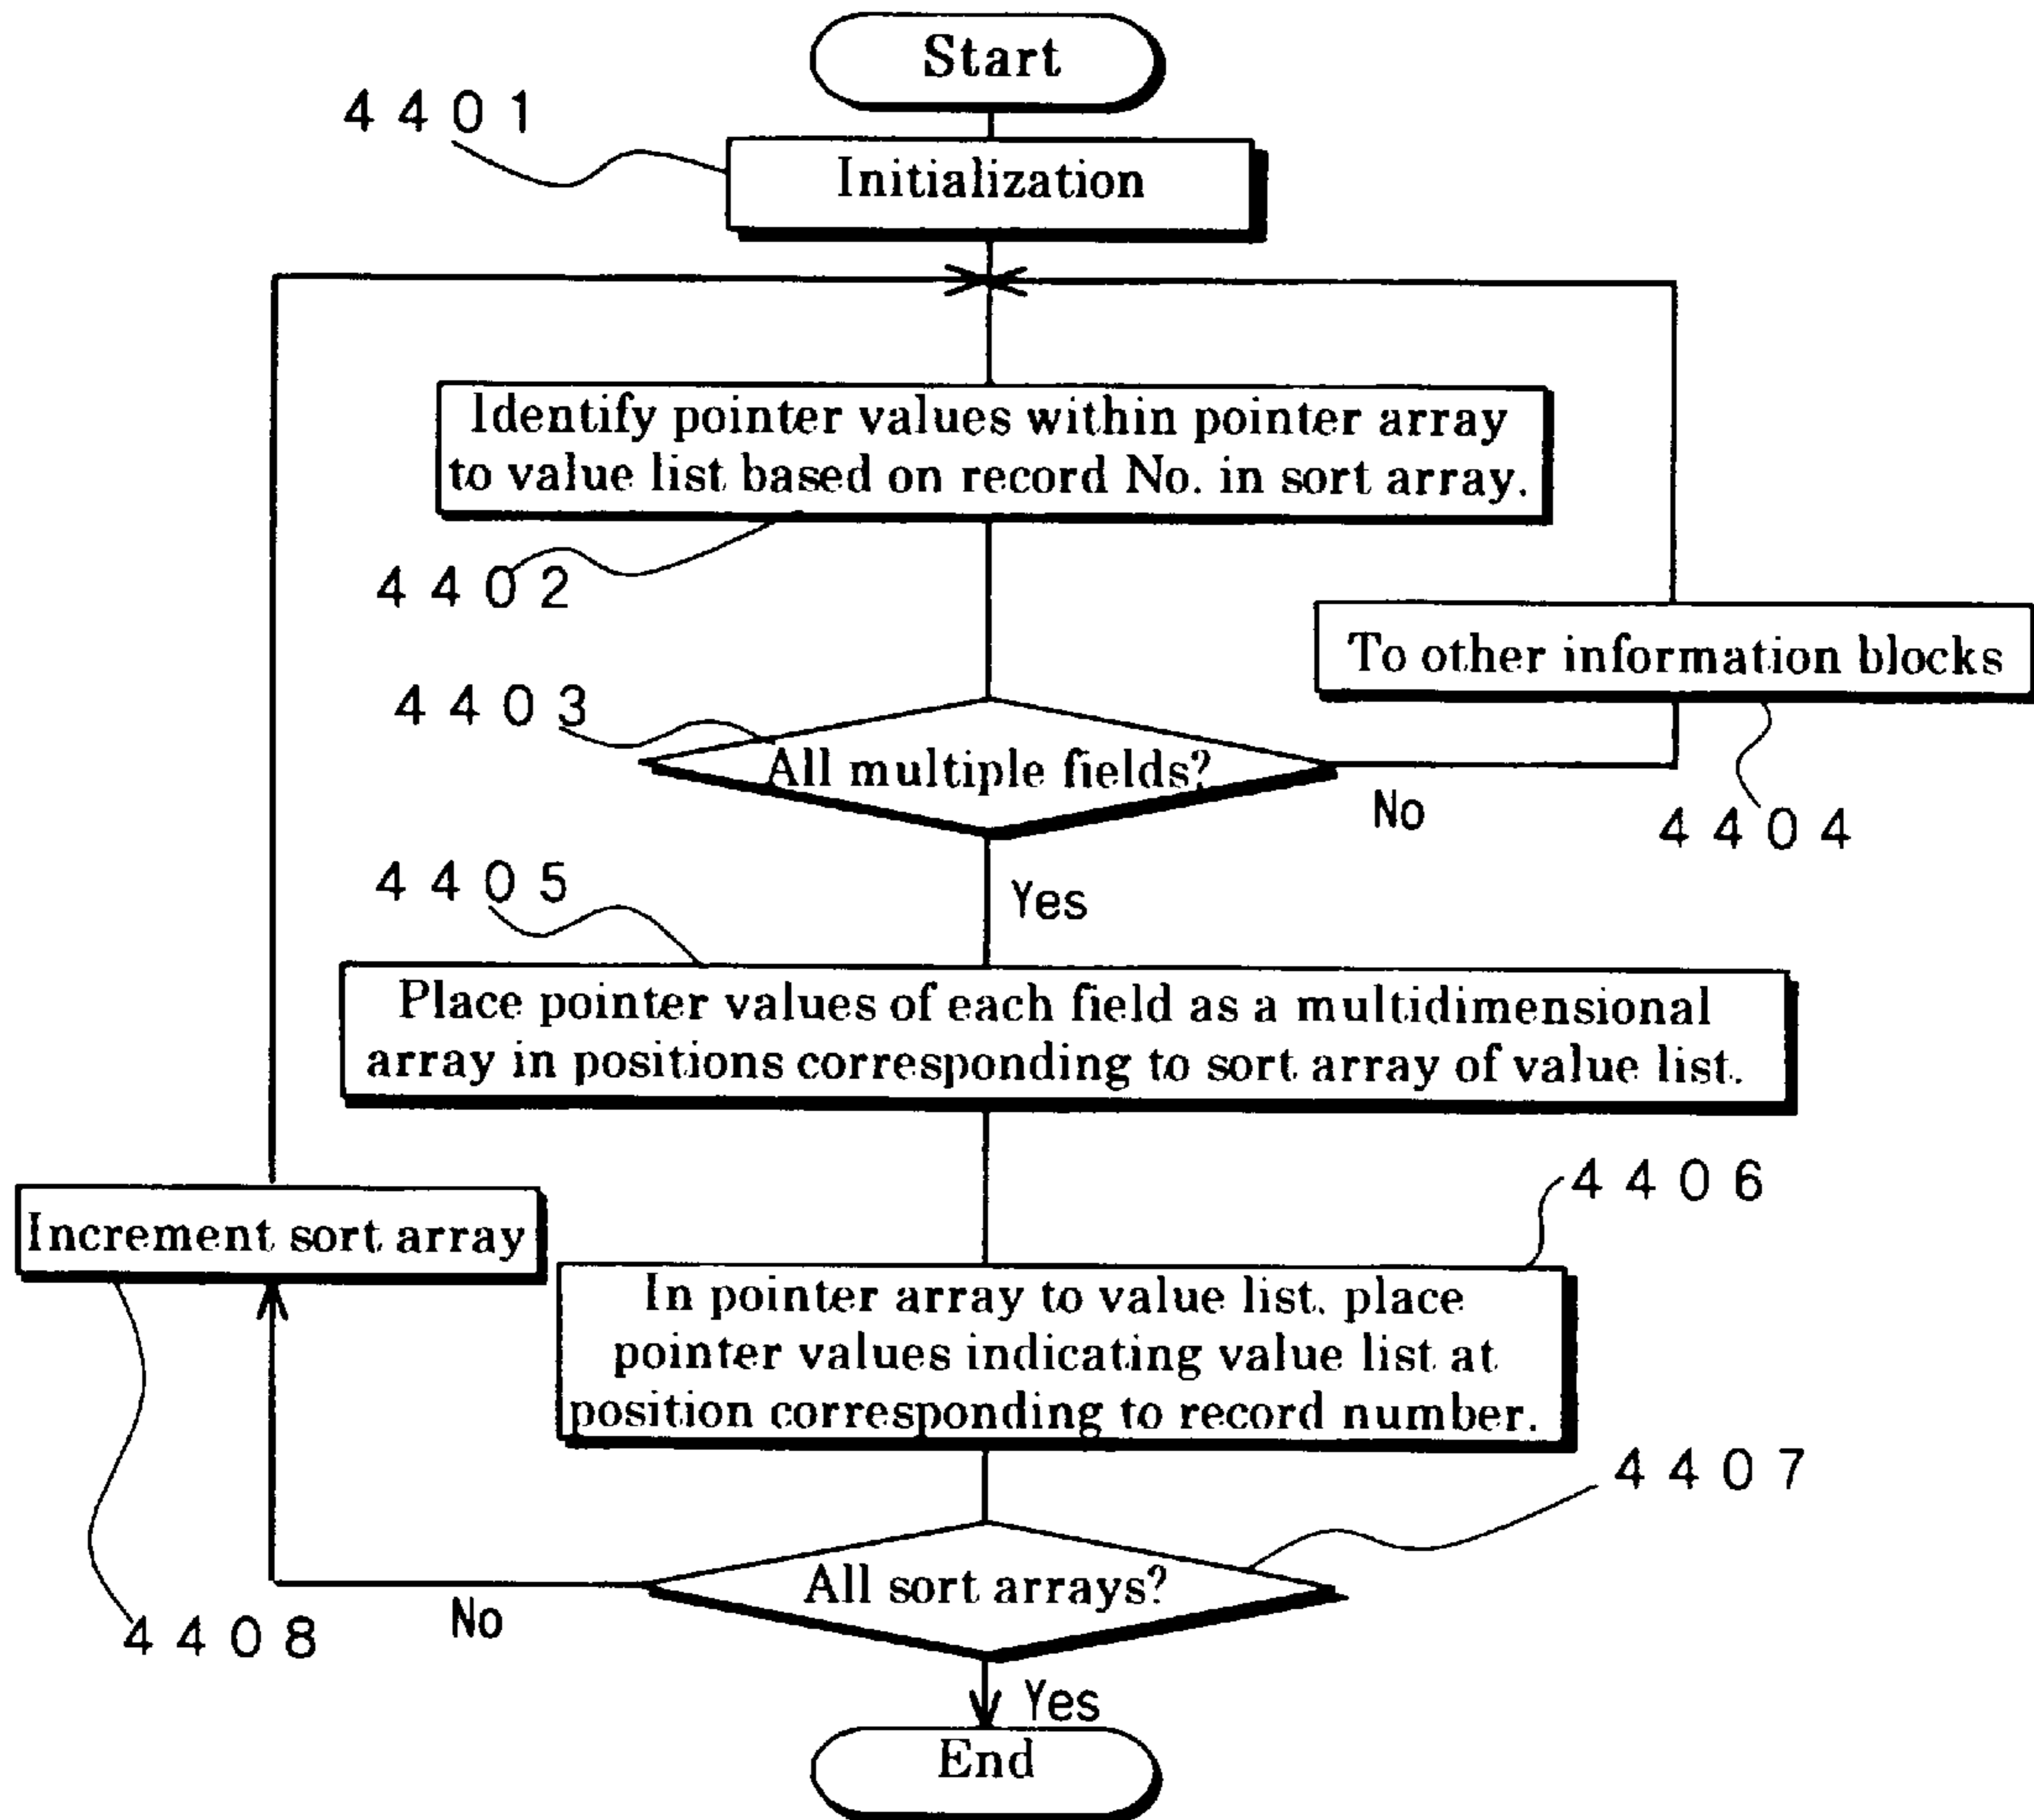 Start
4401
Initialization
Identify pointer values within pointer array
to value list based on record No. in sort array.
4402
To other information blocks
4403
All multiple fields?
No
4404
4405
Yes
Place pointer values of each field as a multidimensional
array in positions corresponding to sort array of value list.
4406
Increment sort array
In pointer array to value list, place
pointer values indicating value list at
position corresponding to record number.
4407
All sort arrays?
No
4408
Yes
End